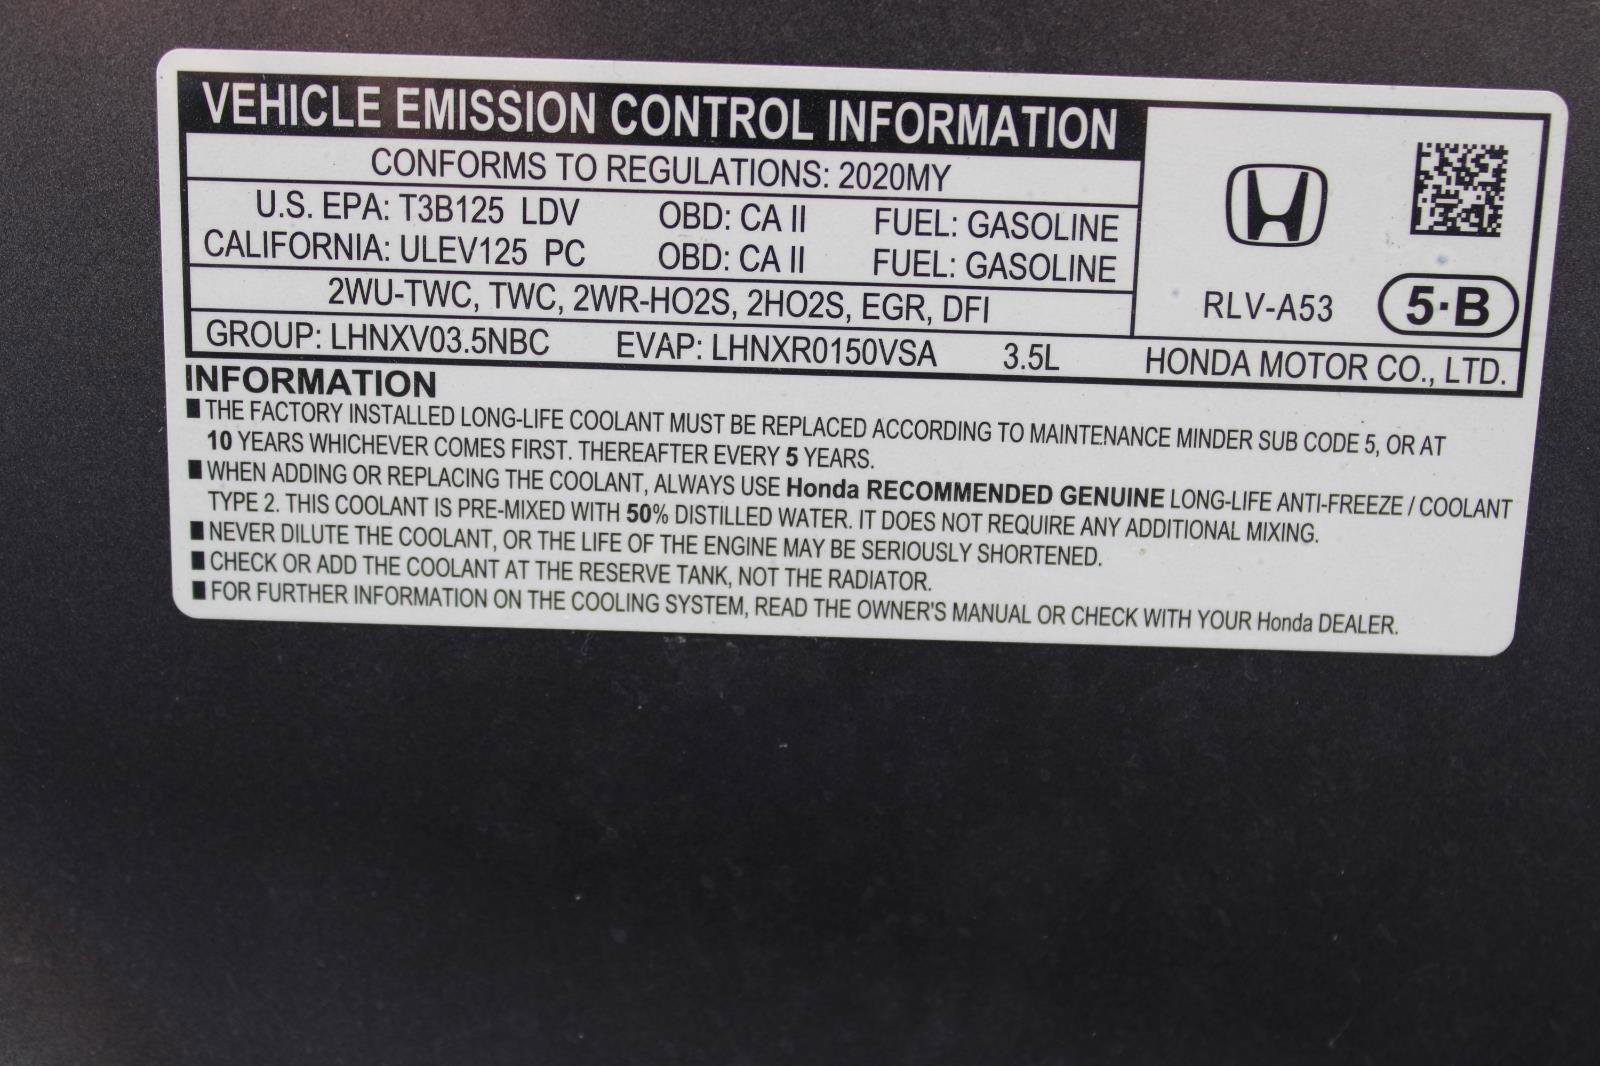 VEHICLE EMISSION CONTROL INFORMATION
CONFORMS TO REGULATIONS: 2020MY
U.S. EPA: T3B125 LDV OBD: CA II FUEL: GASOLINE
CALIFORNIA: ULEV125 PC OBD: CA II FUEL: GASOLINE
2WU-TWC, TWC, 2WR-HO2S, 2HO2S, EGR, DFI
RLV-A53 5·B
GROUP: LHNXV03.5NBC EVAP: LHNXR0150VSA 3.5L HONDA MOTOR CO., LTD.
INFORMATION
■ THE FACTORY INSTALLED LONG-LIFE COOLANT MUST BE REPLACED ACCORDING TO MAINTENANCE MINDER SUB CODE 5, OR AT
10 YEARS WHICHEVER COMES FIRST. THEREAFTER EVERY 5 YEARS.
■ WHEN ADDING OR REPLACING THE COOLANT, ALWAYS USE Honda RECOMMENDED GENUINE LONG-LIFE ANTI-FREEZE / COOLANT
TYPE 2. THIS COOLANT IS PRE-MIXED WITH 50% DISTILLED WATER. IT DOES NOT REQUIRE ANY ADDITIONAL MIXING.
■ NEVER DILUTE THE COOLANT, OR THE LIFE OF THE ENGINE MAY BE SERIOUSLY SHORTENED.
■ CHECK OR ADD THE COOLANT AT THE RESERVE TANK, NOT THE RADIATOR.
■ FOR FURTHER INFORMATION ON THE COOLING SYSTEM, READ THE OWNER'S MANUAL OR CHECK WITH YOUR Honda DEALER.